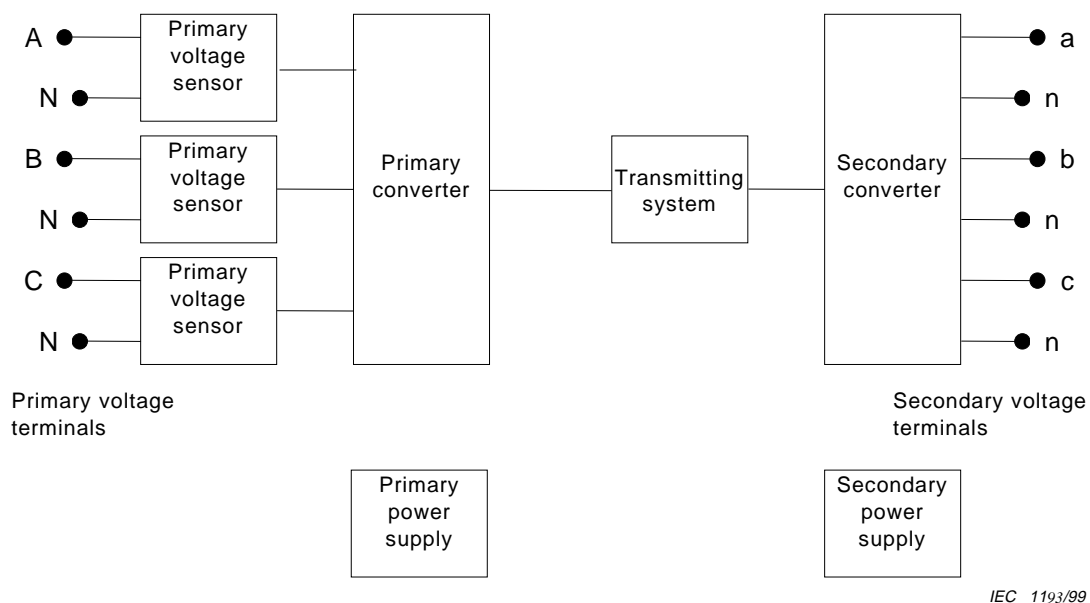 A
N
B
N
C
N
Primary
voltage
sensor
Primary
voltage
sensor
Primary
voltage
sensor
Primary
converter
Transmitting
system
Secondary
converter
a
n
b
n
c
n
Primary voltage
terminals
Secondary voltage
terminals
Primary
power
supply
Secondary
power
supply
IEC 1193/99